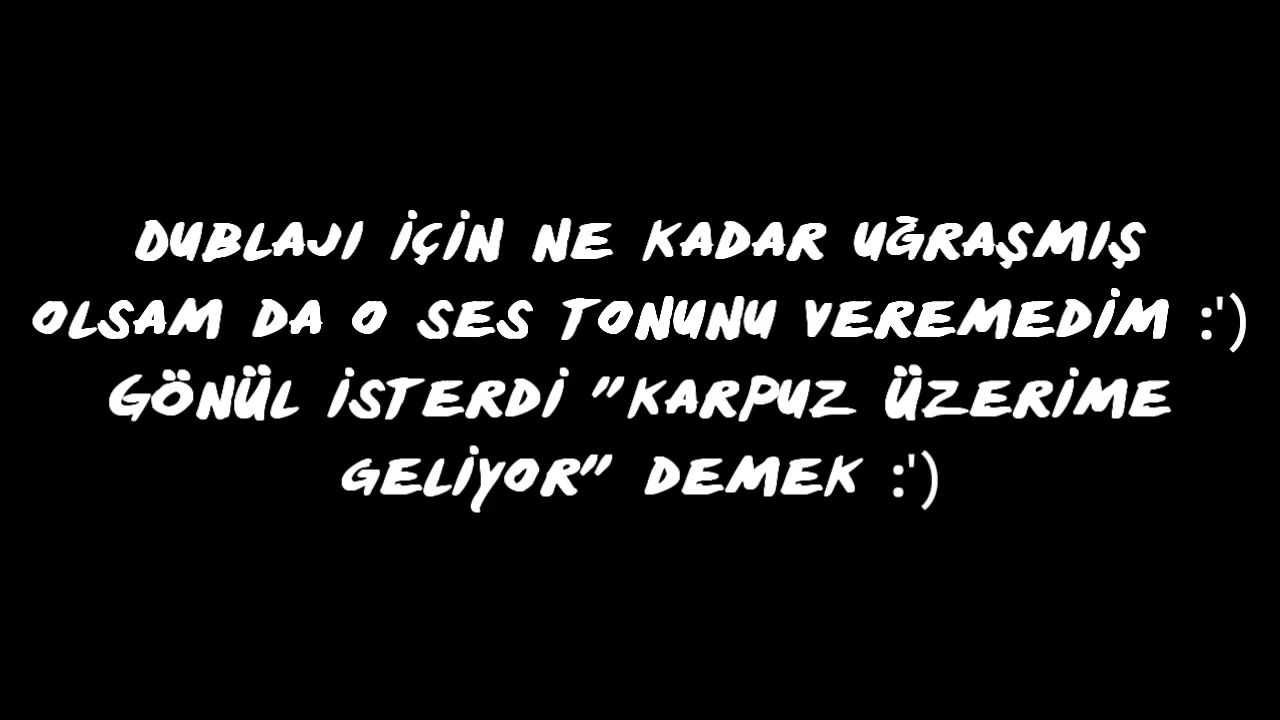 DUBLAJI İÇİN NE KADAR UĞRAŞMIŞ
OLSAM DA O SES TONUNU VEREMEDİM :')
GÖNÜL İSTERDİ "KARPUZ ÜZERİME
GELİYOR" DEMEK :')